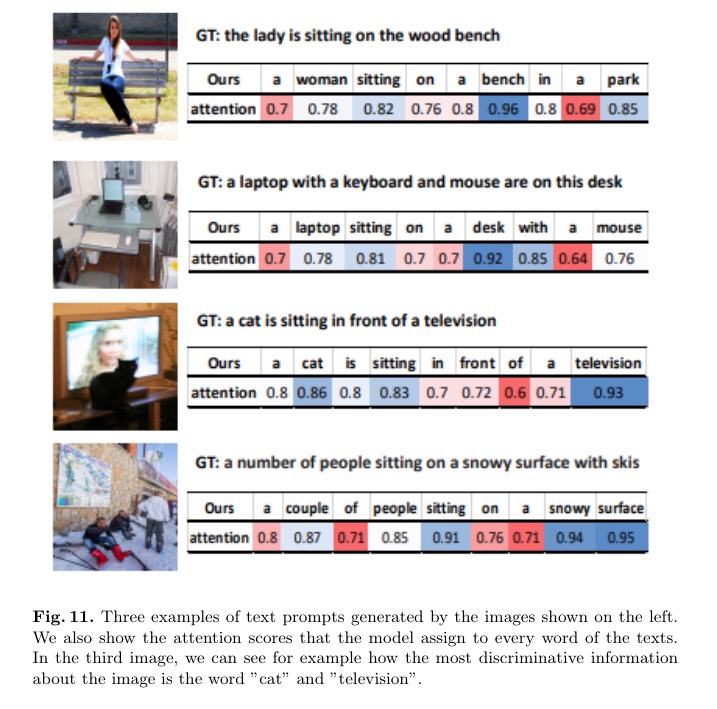 GT: the lady is sitting on the wood bench
Ours a woman sitting on a bench in a park
attention 0.7 0.78 0.82 0.76 0.8 0.96 0.8 0.69 0.85
GT: a laptop with a keyboard and mouse are on this desk
Ours a laptop sitting on a desk with a mouse
attention 0.7 0.78 0.81 0.7 0.7 0.92 0.85 0.64 0.76
GT: a cat is sitting in front of a television
Ours a cat is sitting in front of a television
attention 0.8 0.86 0.8 0.83 0.7 0.72 0.6 0.71 0.93
GT: a number of people sitting on a snowy surface with skis
Ours a couple of people sitting on a snowy surface
attention 0.8 0.87 0.71 0.85 0.91 0.76 0.71 0.94 0.95
Fig. 11. Three examples of text prompts generated by the images shown on the left.
We also show the attention scores that the model assign to every word of the texts.
In the third image, we can see for example how the most discriminative information
about the image is the word ”cat” and ”television”.